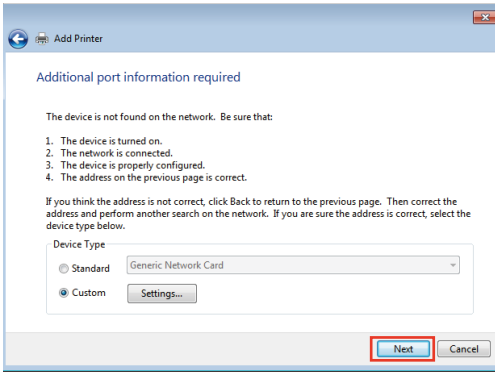 Add Printer
Additional port information required
The device is not found on the network. Be sure that:
1. The device is turned on.
2. The network is connected.
3. The device is properly configured.
4. The address on the previous page is correct.
If you think the address is not correct, click Back to return to the previous page. Then correct the
address and perform another search on the network. If you are sure the address is correct, select the
device type below.
Device Type
Standard Generic Network Card
Custom Settings...
Next Cancel